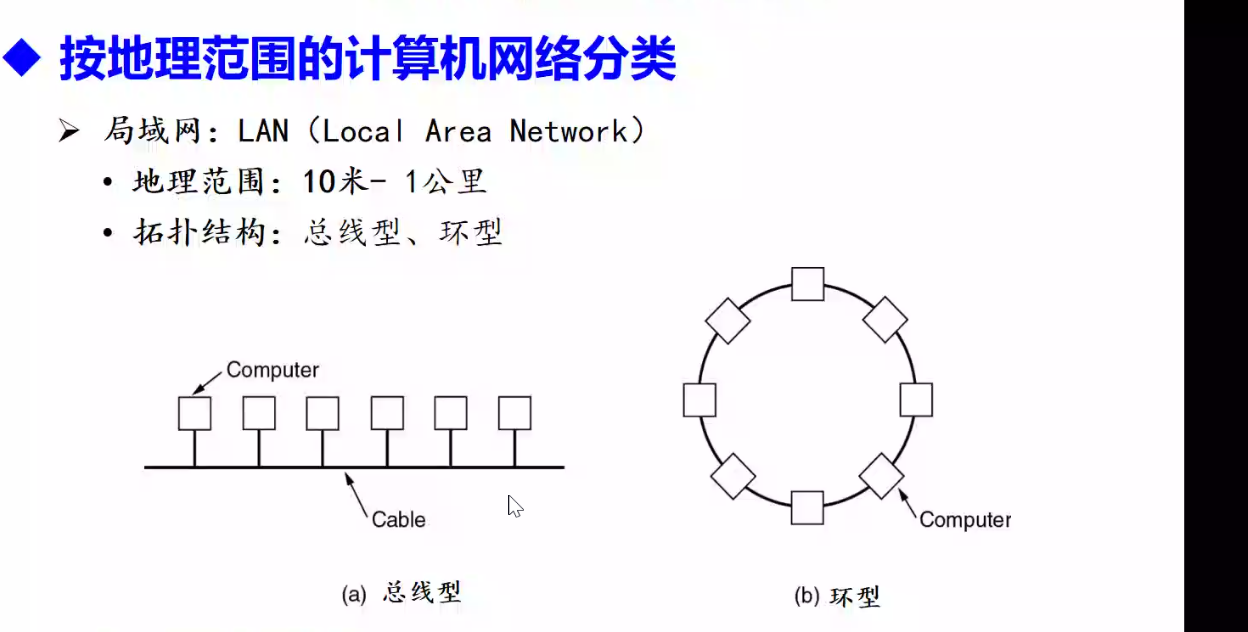 按地理范围的计算机网络分类
局域网：LAN（Local Area Network）
地理范围：10米- 1公里
拓扑结构：总线型、环型
Computer
Cable
(a) 总线型
Computer
(b) 环型